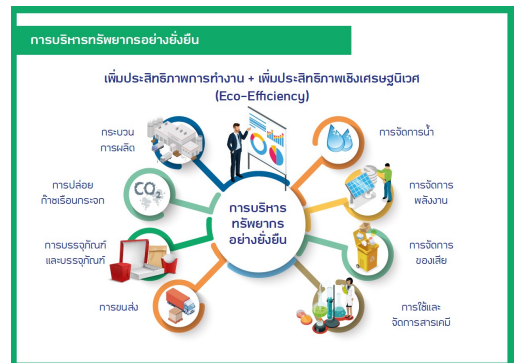 การบริหารทรัพยากรอย่างยั่งยืน
เพิ่มประสิทธิภาพการทำงาน + เพิ่มประสิทธิภาพเชิงเศรษฐนิเวศ
(Eco-Efficiency)
กระบวน
การผลิต
การจัดการน้ำ
การปล่อย
ก๊าซเรือนกระจก
CO₂
การจัดการ
พลังงาน
การบริหาร
ทรัพยากร
อย่างยั่งยืน
การบรรจุภัณฑ์
และบรรจุภัณฑ์
การจัดการ
ของเสีย
การขนส่ง
การใช้และ
จัดการสารเคมี